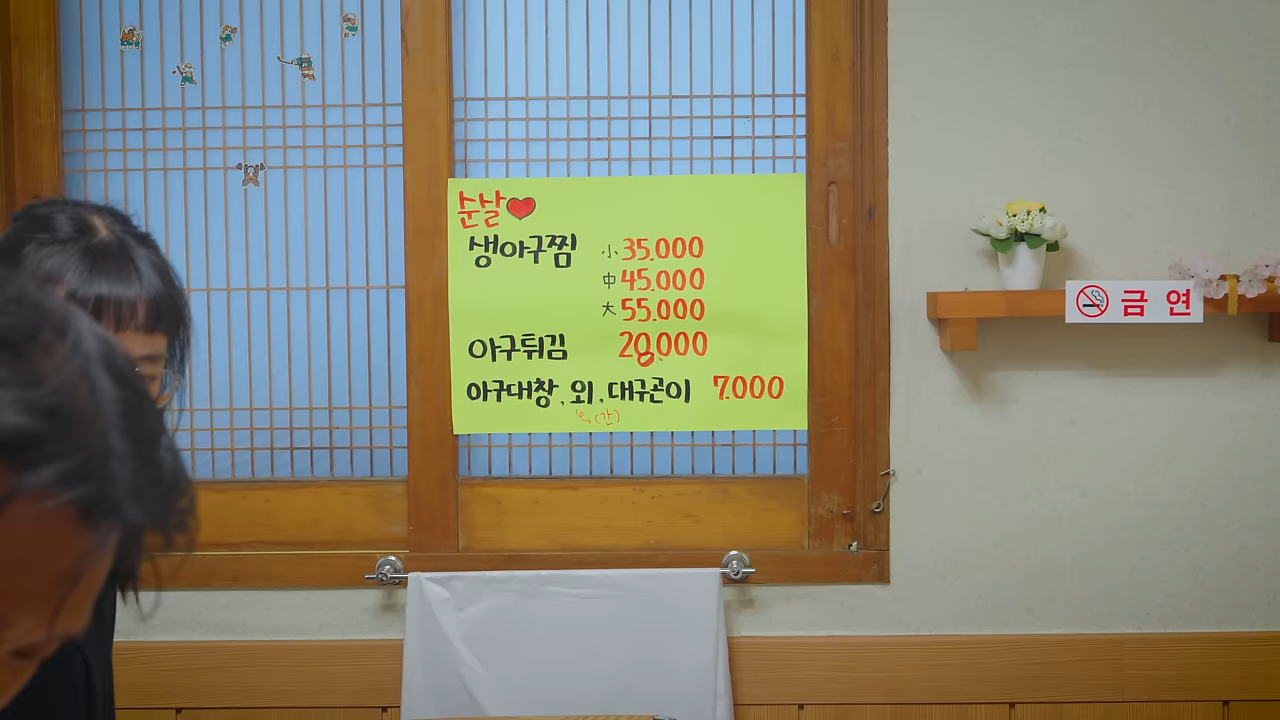 순살❤
생아구찜 小 35.000
中 45.000
大 55.000
아구튀김 20,000
아구대창, 외, 대구곤이 7.000
(간)
금연